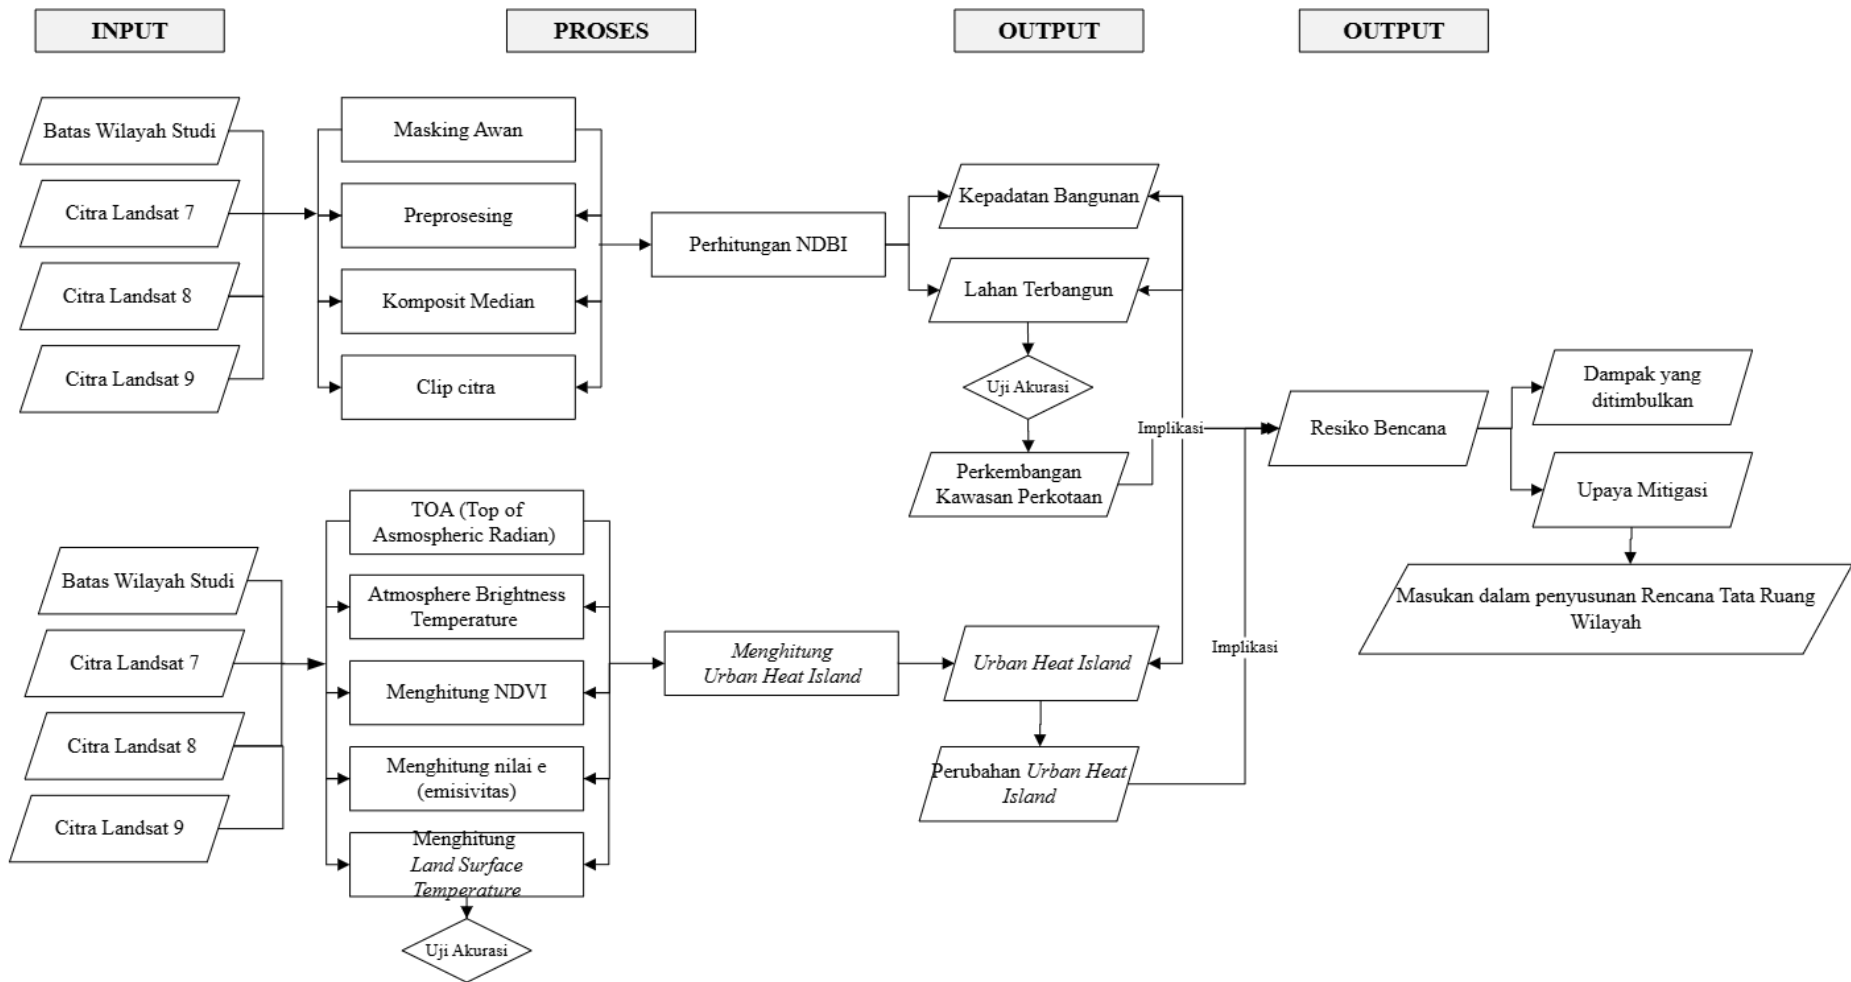 INPUT
PROSES
OUTPUT
OUTPUT
Batas Wilayah Studi
Citra Landsat 7
Citra Landsat 8
Citra Landsat 9
Masking Awan
Preprosesing
Komposit Median
Clip citra
Perhitungan NDBI
Kepadatan Bangunan
Lahan Terbangun
Uji Akurasi
Perkembangan
Kawasan Perkotaan
Implikasi
Resiko Bencana
Dampak yang
ditimbulkan
Upaya Mitigasi
Masukan dalam penyusunan Rencana Tata Ruang
Wilayah
Batas Wilayah Studi
Citra Landsat 7
Citra Landsat 8
Citra Landsat 9
TOA (Top of
Asmospheric Radian)
Atmosphere Brightness
Temperature
Menghitung NDVI
Menghitung nilai e
(emisivitas)
Menghitung
Land Surface
Temperature
Uji Akurasi
Menghitung
Urban Heat Island
Urban Heat Island
Perubahan Urban Heat
Island
Implikasi